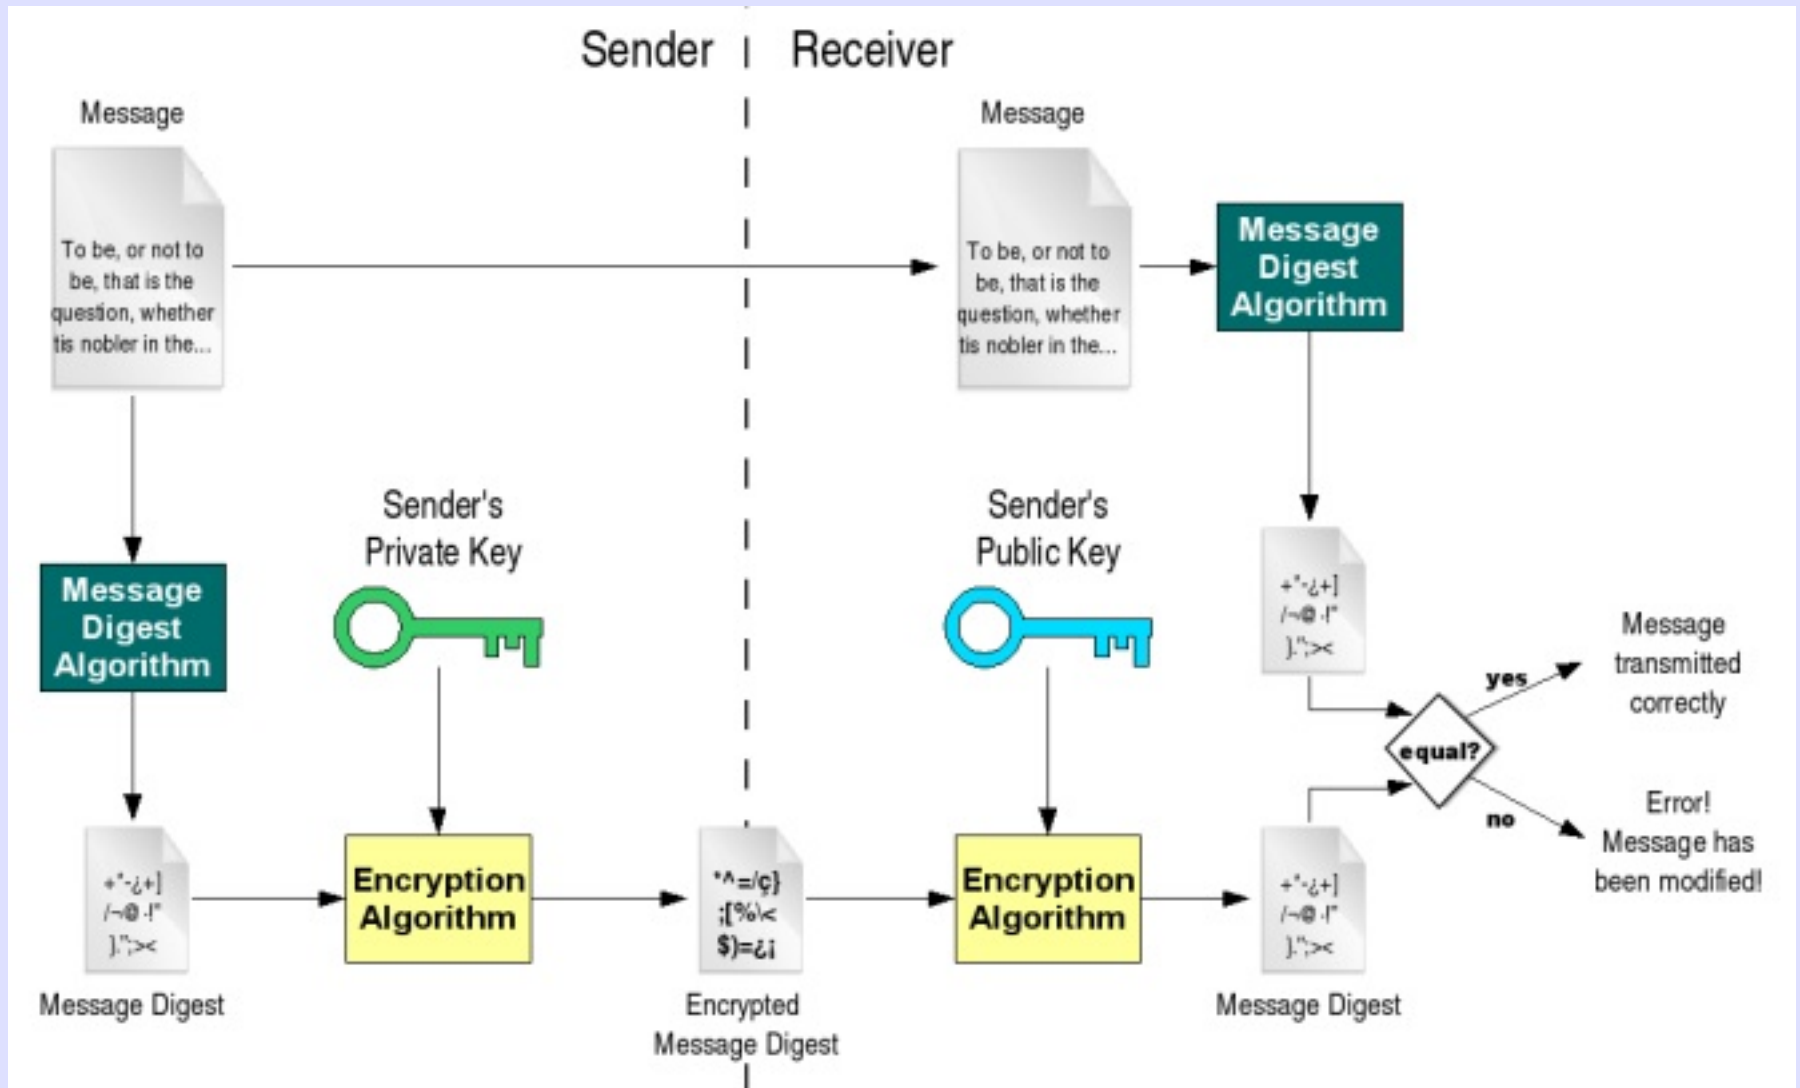 Sender
Receiver
Message
To be, or not to
be, that is the
question, whether
tis nobler in the...
Message
To be, or not to
be, that is the
question, whether
tis nobler in the...
Message
Digest
Algorithm
Sender's
Private Key
Sender's
Public Key
Message
Digest
Algorithm
+*-¿+]
/¬@·!"
}.";><
Message
transmitted
correctly
yes
equal?
no
Error!
Message has
been modified!
+*-¿+]
/¬@·!"
}.";><
Message Digest
Encryption
Algorithm
*^=/ç}
;[%\<
$)=¿¡
Encrypted
Message Digest
Encryption
Algorithm
+*-¿+]
/¬@·!"
}.";><
Message Digest